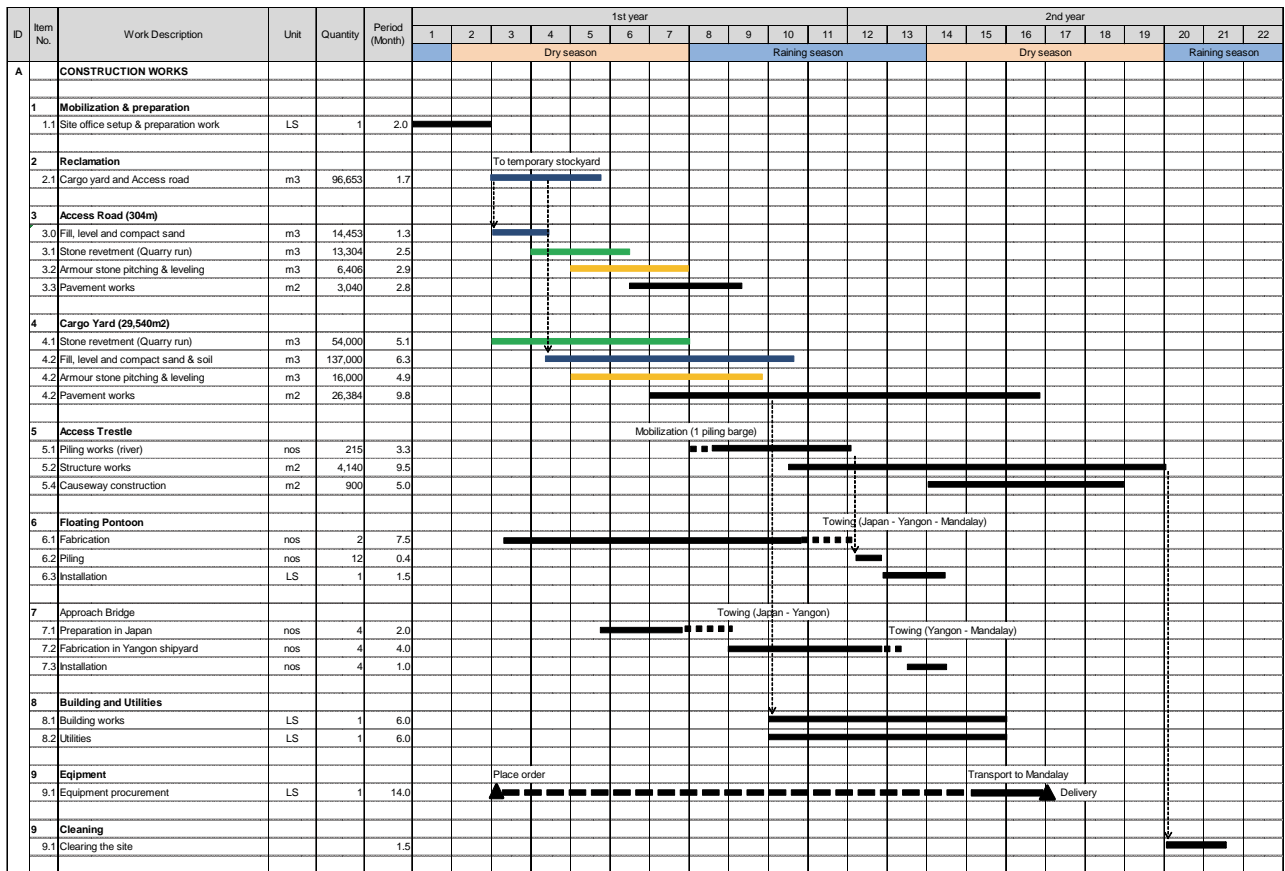 1st year 2nd year
ID Item No. Work Description Unit Quantity Period (Month) 1 2 3 4 5 6 7 8 9 10 11 12 13 14 15 16 17 18 19 20 21 22
Dry season Raining season Dry season Raining season
A CONSTRUCTION WORKS
1 Mobilization & preparation
1.1 Site office setup & preparation work LS 1 2.0
2 Reclamation To temporary stockyard
2.1 Cargo yard and Access road m3 96,653 1.7
3 Access Road (304m)
3.0 Fill, level and compact sand m3 14,453 1.3
3.1 Stone revetment (Quarry run) m3 13,304 2.5
3.2 Armour stone pitching & leveling m3 6,406 2.9
3.3 Pavement works m2 3,040 2.8
4 Cargo Yard (29,540m2)
4.1 Stone revetment (Quarry run) m3 54,000 5.1
4.2 Fill, level and compact sand & soil m3 137,000 6.3
4.2 Armour stone pitching & leveling m3 16,000 4.9
4.2 Pavement works m2 26,384 9.8
5 Access Trestle Mobilization (1 piling barge)
5.1 Piling works (river) nos 215 3.3
5.2 Structure works m2 4,140 9.5
5.4 Causeway construction m2 900 5.0
6 Floating Pontoon Towing (Japan - Yangon - Mandalay)
6.1 Fabrication nos 2 7.5
6.2 Piling nos 12 0.4
6.3 Installation LS 1 1.5
7 Approach Bridge Towing (Japan - Yangon)
7.1 Preparation in Japan nos 4 2.0 Towing (Yangon - Mandalay)
7.2 Fabrication in Yangon shipyard nos 4 4.0
7.3 Installation nos 4 1.0
8 Building and Utilities
8.1 Building works LS 1 6.0
8.2 Utilities LS 1 6.0
9 Eqipment Place order Transport to Mandalay
9.1 Equipment procurement LS 1 14.0 Delivery
9 Cleaning
9.1 Clearing the site 1.5